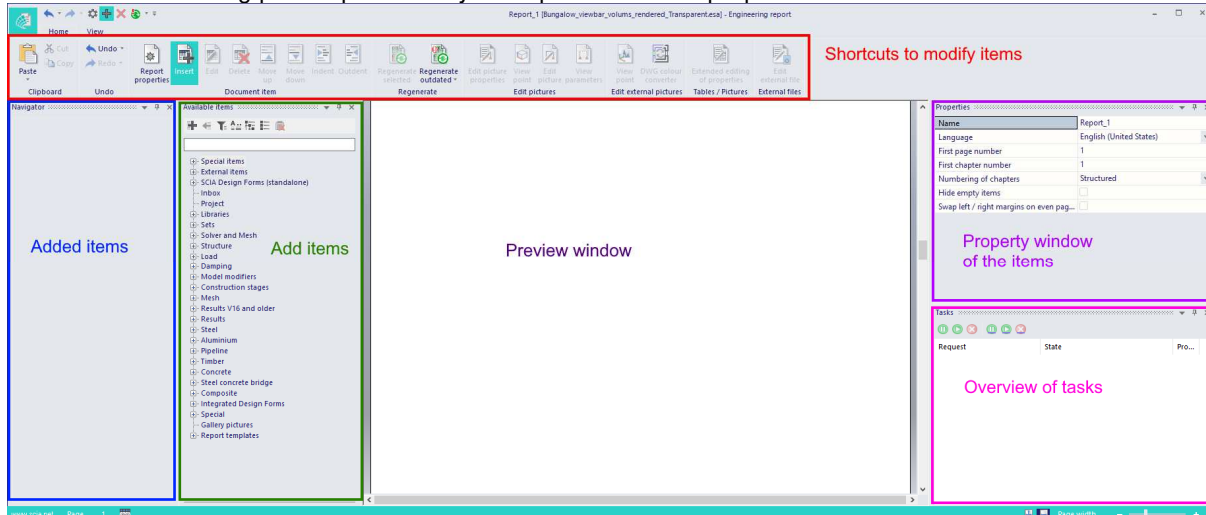 Report_1 [Bungalow_viewbar_volums_rendered_Transparent.esa] - Engineering report
Home View
Paste
Cut
Copy
Clipboard
Undo
Redo
Undo
Report properties
Insert
Edit
Delete
Move up
Move down
Indent
Outdent
Document item
Regenerate selected
Regenerate outdated
Regenerate
Edit picture properties
View point
Edit picture
View parameters
Edit pictures
View point
DWG colour converter
Edit external pictures
Extended editing of properties
Tables / Pictures
Edit external file
External files
Shortcuts to modify items
Navigator
Added items
Available items
Special items
External items
SCIA Design Forms (standalone)
Inbox
Project
Libraries
Sets
Solver and Mesh
Structure
Load
Damping
Model modifiers
Construction stages
Mesh
Results V16 and older
Results
Steel
Aluminium
Pipeline
Timber
Concrete
Steel concrete bridge
Composite
Integrated Design Forms
Special
Gallery pictures
Report templates
Add items
Preview window
Properties
Name Report_1
Language English (United States)
First page number 1
First chapter number 1
Numbering of chapters Structured
Hide empty items
Swap left / right margins on even pag...
Property window
of the items
Tasks
Request State Pro...
Overview of tasks
www.scia.net Page 1
Page width